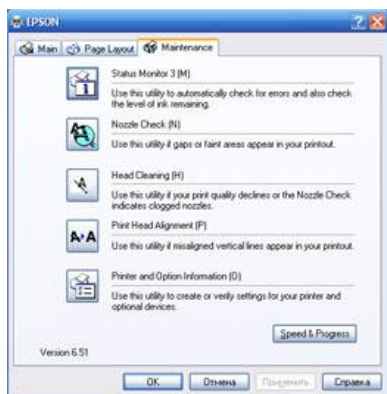 EPSON
Main Page Layout Maintenance
Status Monitor 3 (M)
Use this utility to automatically check for errors and also check
the level of ink remaining.
Nozzle Check (N)
Use this utility if gaps or faint areas appear in your printout.
Head Cleaning (H)
Use this utility if your print quality declines or the Nozzle Check
indicates clogged nozzles.
Print Head Alignment (P)
Use this utility if misaligned vertical lines appear in your printout.
Printer and Option Information (O)
Use this utility to create or verify settings for your printer and
optional devices.
Speed & Progress
Version 6.51
OK Отмена Применить Справка